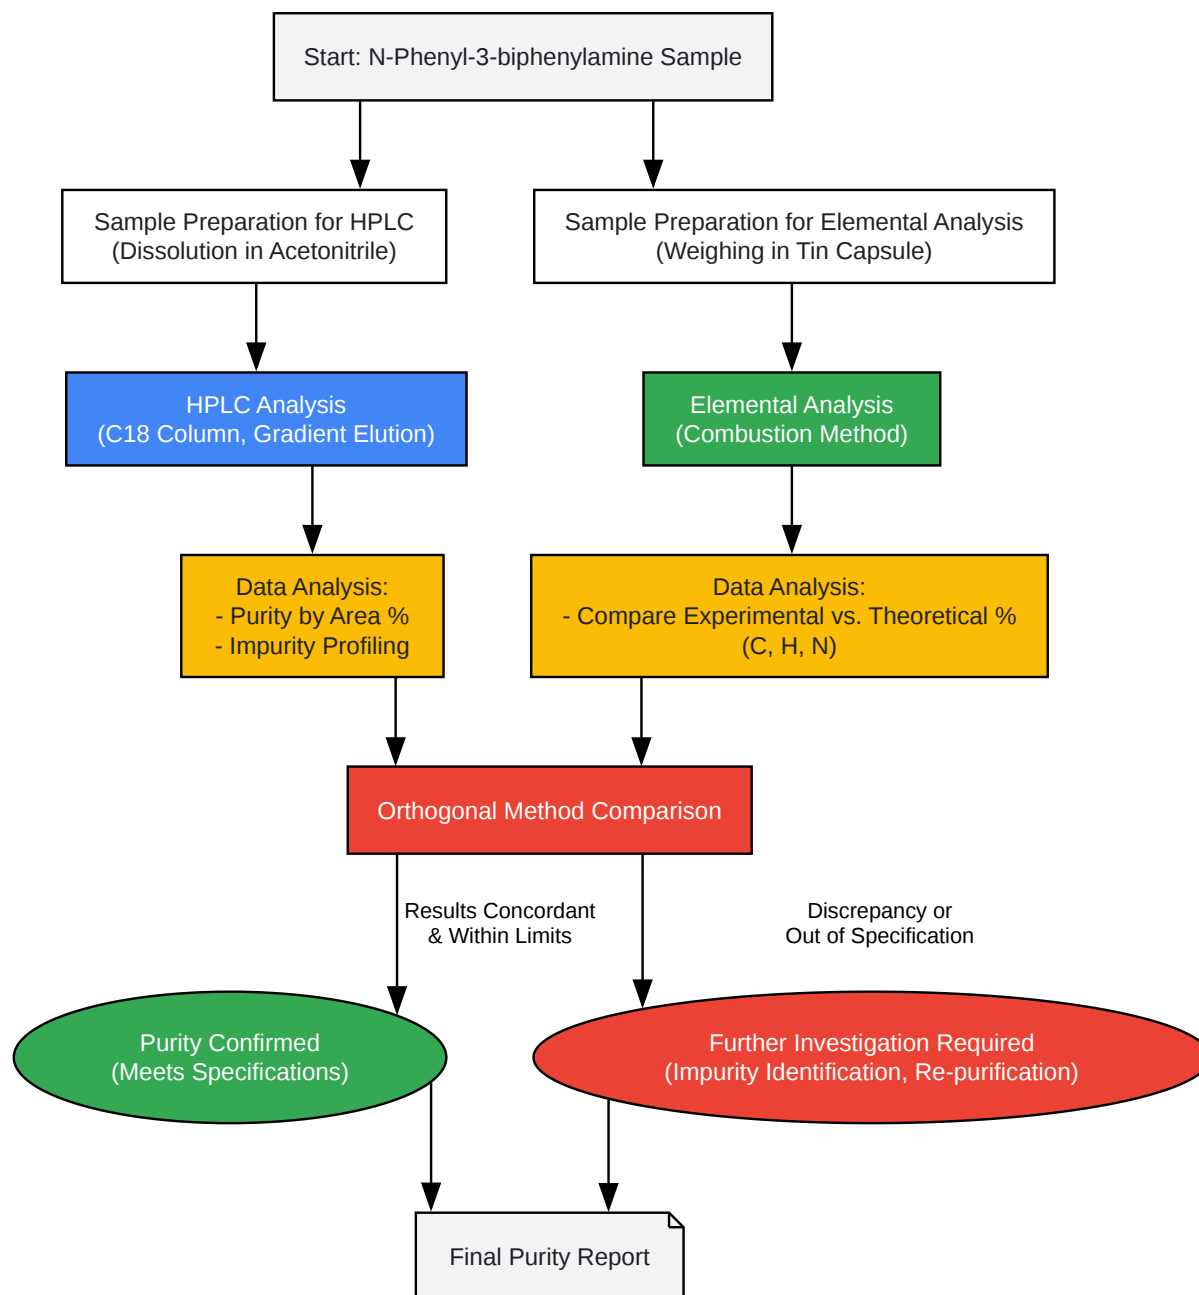 Start: N-Phenyl-3-biphenylamine Sample
Sample Preparation for HPLC
(Dissolution in Acetonitrile)
Sample Preparation for Elemental Analysis
(Weighing in Tin Capsule)
HPLC Analysis
(C18 Column, Gradient Elution)
Elemental Analysis
(Combustion Method)
Data Analysis:
- Purity by Area %
- Impurity Profiling
Data Analysis:
- Compare Experimental vs. Theoretical %
(C, H, N)
Orthogonal Method Comparison
Results Concordant
& Within Limits
Discrepancy or
Out of Specification
Purity Confirmed
(Meets Specifications)
Further Investigation Required
(Impurity Identification, Re-purification)
Final Purity Report